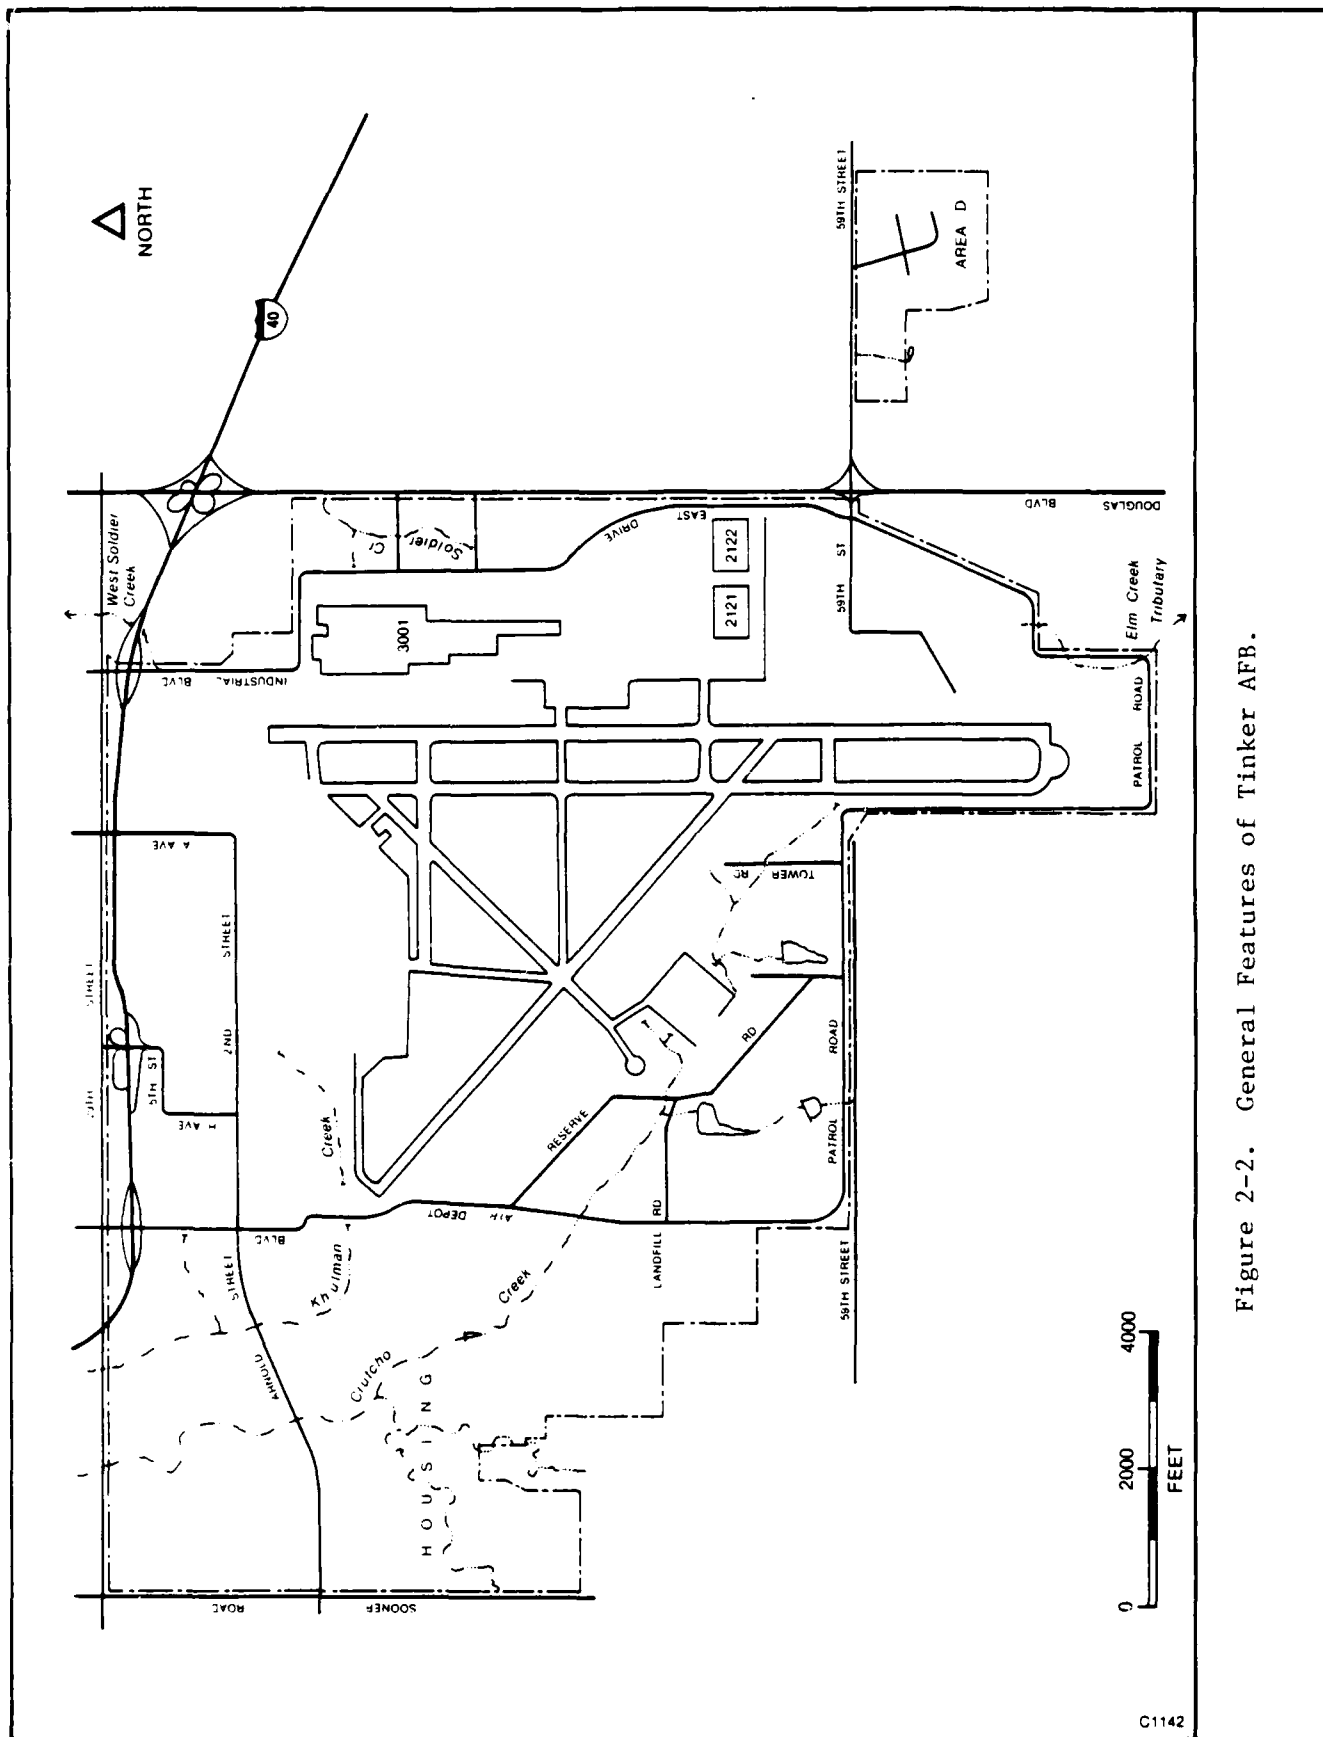 NORTH
40
West Soldier
Creek
29TH
STREET
A AVE
5TH ST
H AVE
2ND
STREET
INDUSTRIAL
BLVD
3001
Soldier
Cr
EAST
DRIVE
2122
2121
59TH STREET
AREA D
59TH
ST
BLVD
DOUGLAS
Elm Creek
Tributary
PATROL
ROAD
TOWER
RD
RESERVE
RD
PATROL
ROAD
LANDFILL
RD
59TH STREET
AIR
DEPOT
BLVD
Creek
Khulman
Crutcho
Creek
ARNOLD
STREET
HOUSING
SOONER
ROAD
0
2000
4000
FEET
C1142
Figure 2-2. General Features of Tinker AFB.